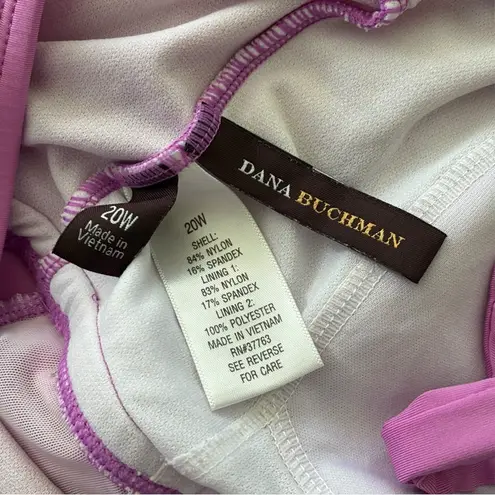 DANA BUCHMAN
20W
Made in
Vietnam
20W
SHELL:
84% NYLON
16% SPANDEX
LINING 1:
83% NYLON
17% SPANDEX
LINING 2:
100% POLYESTER
MADE IN VIETNAM
RN#37763
SEE REVERSE
FOR CARE